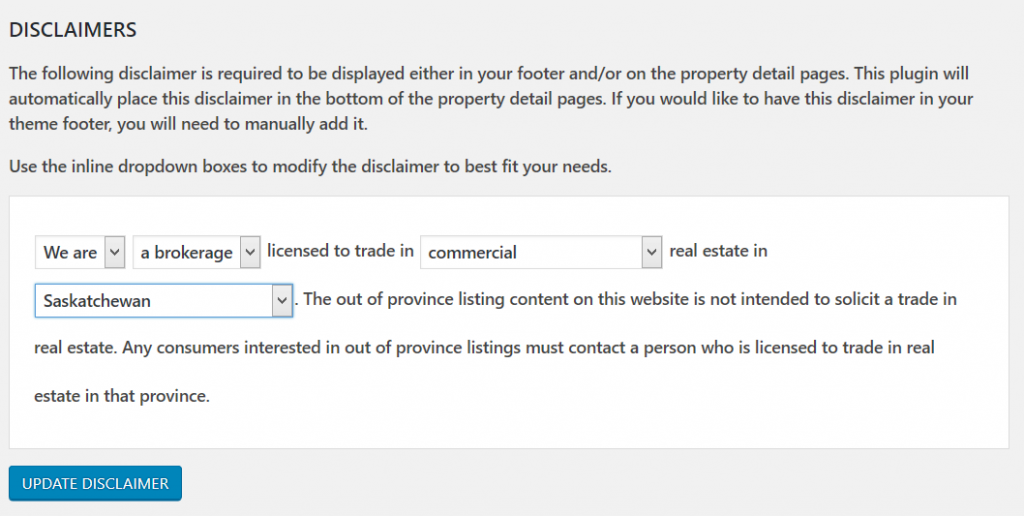 DISCLAIMERS
The following disclaimer is required to be displayed either in your footer and/or on the property detail pages. This plugin will
automatically place this disclaimer in the bottom of the property detail pages. If you would like to have this disclaimer in your
theme footer, you will need to manually add it.
Use the inline dropdown boxes to modify the disclaimer to best fit your needs.
We are a brokerage licensed to trade in commercial real estate in
Saskatchewan . The out of province listing content on this website is not intended to solicit a trade in
real estate. Any consumers interested in out of province listings must contact a person who is licensed to trade in real
estate in that province.
UPDATE DISCLAIMER